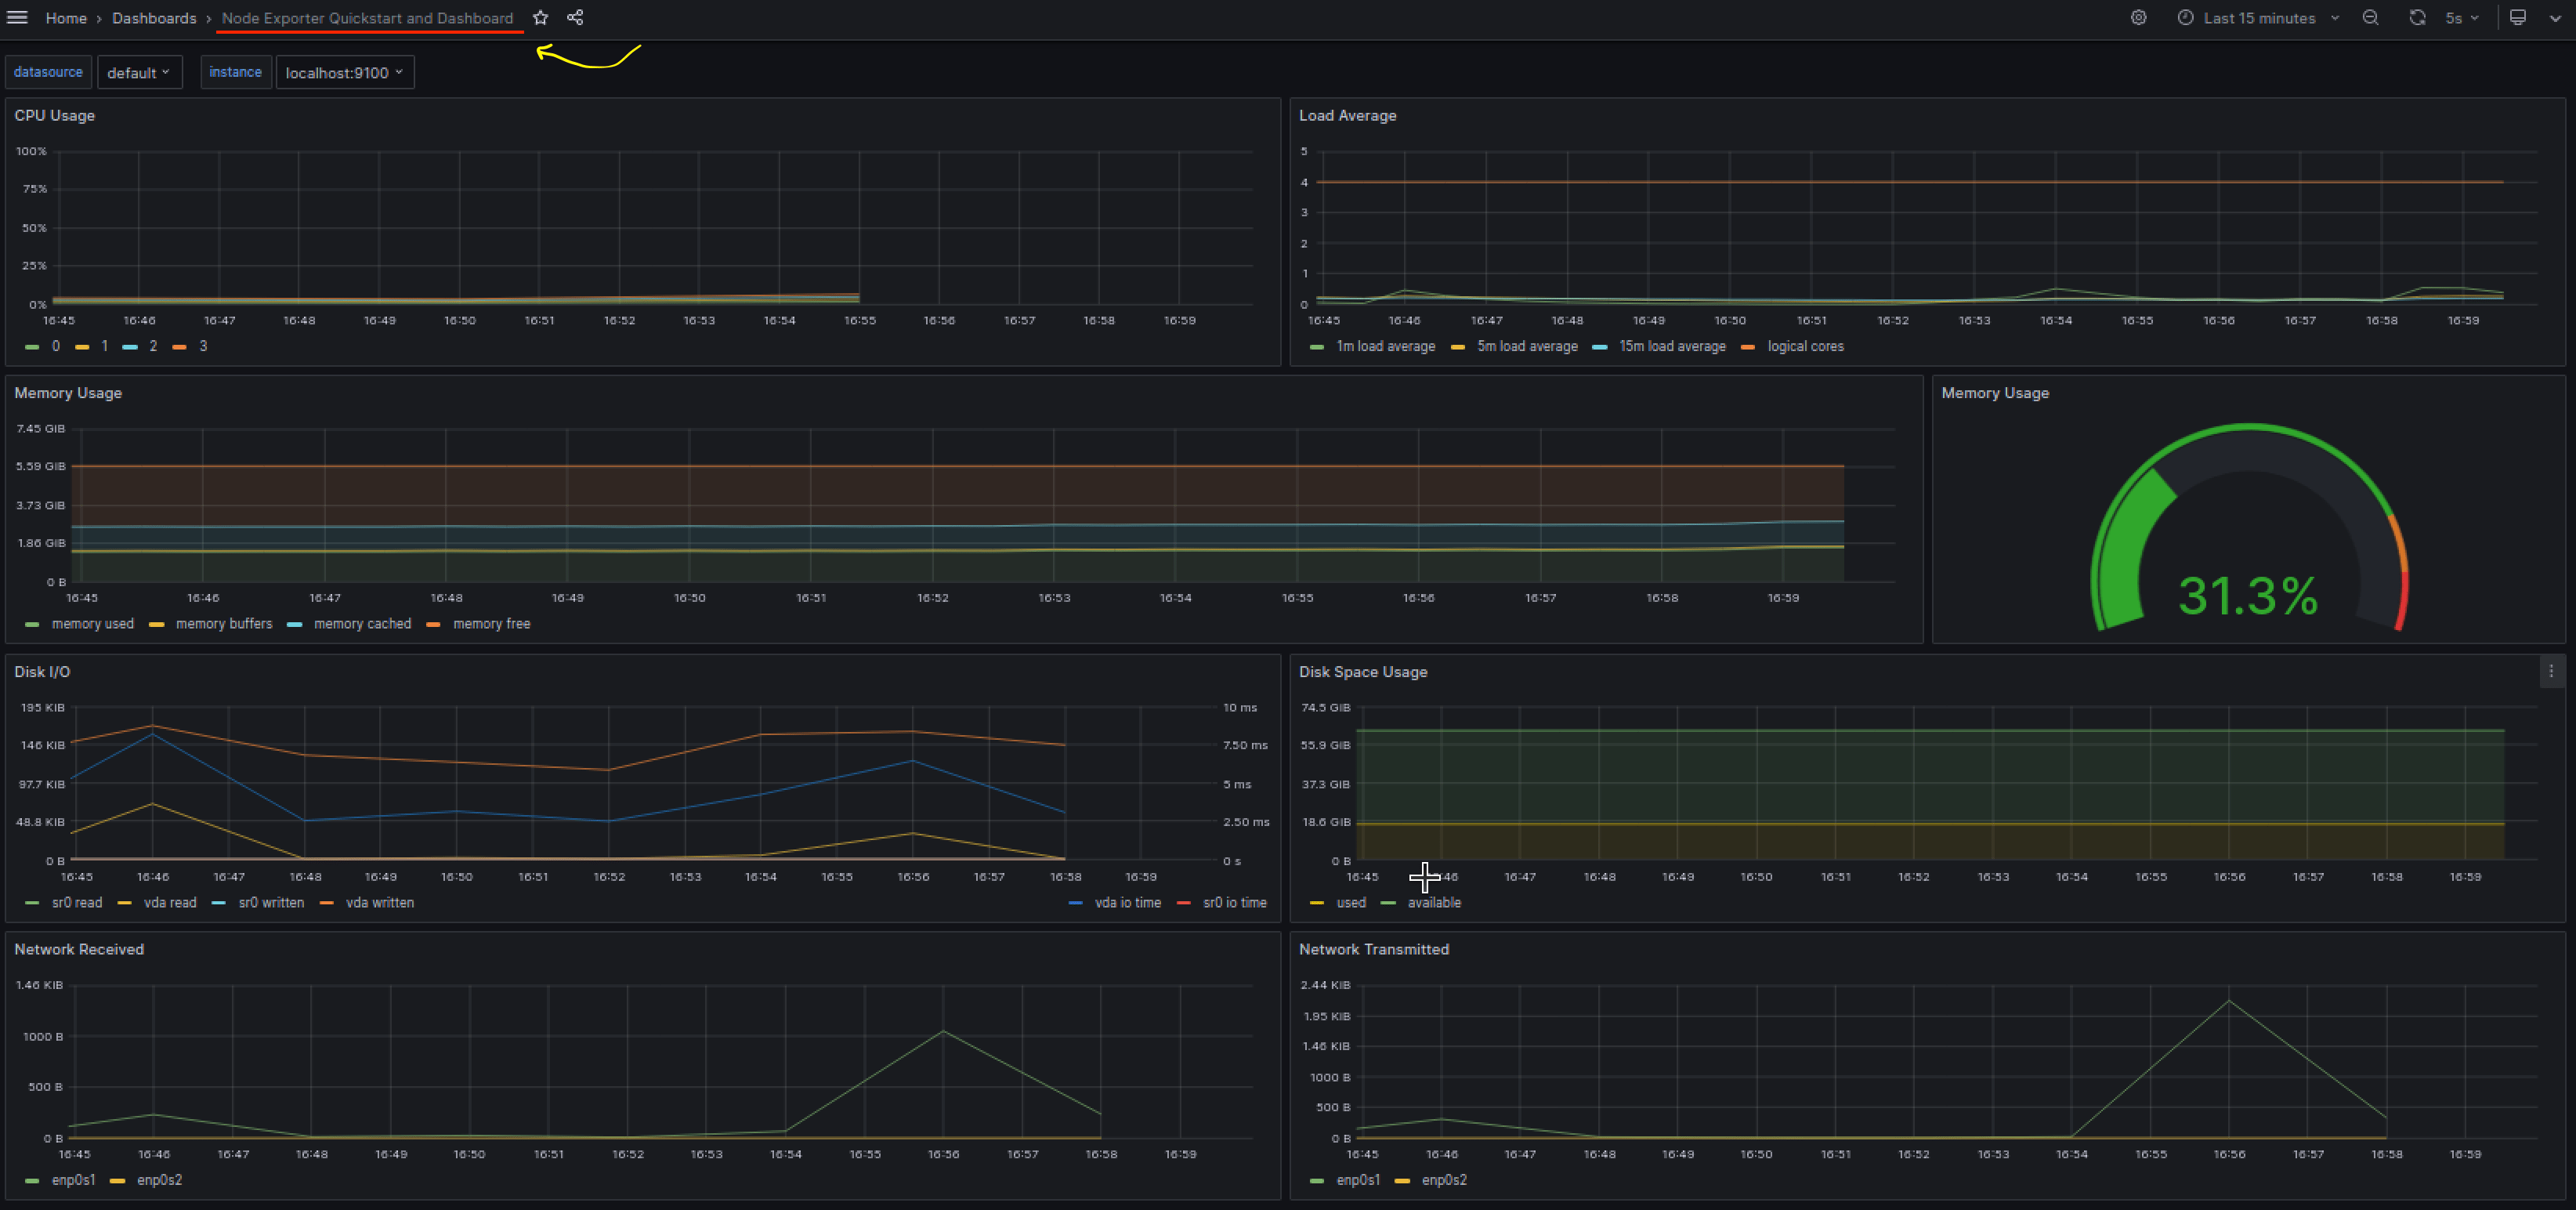 Home › Dashboards › Node Exporter Quickstart and Dashboard
Last 15 minutes
5s
datasource default instance localhost:9100
CPU Usage
100%
75%
50%
25%
0%
16:45 16:46 16:47 16:48 16:49 16:50 16:51 16:52 16:53 16:54 16:55 16:56 16:57 16:58 16:59
0 1 2 3
Load Average
5
4
3
2
1
0
16:45 16:46 16:47 16:48 16:49 16:50 16:51 16:52 16:53 16:54 16:55 16:56 16:57 16:58 16:59
1m load average 5m load average 15m load average logical cores
Memory Usage
7.45 GiB
5.59 GiB
3.73 GiB
1.86 GiB
0 B
16:45 16:46 16:47 16:48 16:49 16:50 16:51 16:52 16:53 16:54 16:55 16:56 16:57 16:58 16:59
memory used memory buffers memory cached memory free
Memory Usage
31.3%
Disk I/O
195 KiB
146 KiB
97.7 KiB
48.8 KiB
0 B
10 ms
7.50 ms
5 ms
2.50 ms
0 s
16:45 16:46 16:47 16:48 16:49 16:50 16:51 16:52 16:53 16:54 16:55 16:56 16:57 16:58 16:59
sr0 read vda read sr0 written vda written vda io time sr0 io time
Disk Space Usage
74.5 GiB
55.9 GiB
37.3 GiB
18.6 GiB
0 B
16:45 :46 16:47 16:48 16:49 16:50 16:51 16:52 16:53 16:54 16:55 16:56 16:57 16:58 16:59
used available
Network Received
1.46 KiB
1000 B
500 B
0 B
16:45 16:46 16:47 16:48 16:49 16:50 16:51 16:52 16:53 16:54 16:55 16:56 16:57 16:58 16:59
enp0s1 enp0s2
Network Transmitted
2.44 KiB
1.95 KiB
1.46 KiB
1000 B
500 B
0 B
16:45 16:46 16:47 16:48 16:49 16:50 16:51 16:52 16:53 16:54 16:55 16:56 16:57 16:58 16:59
enp0s1 enp0s2